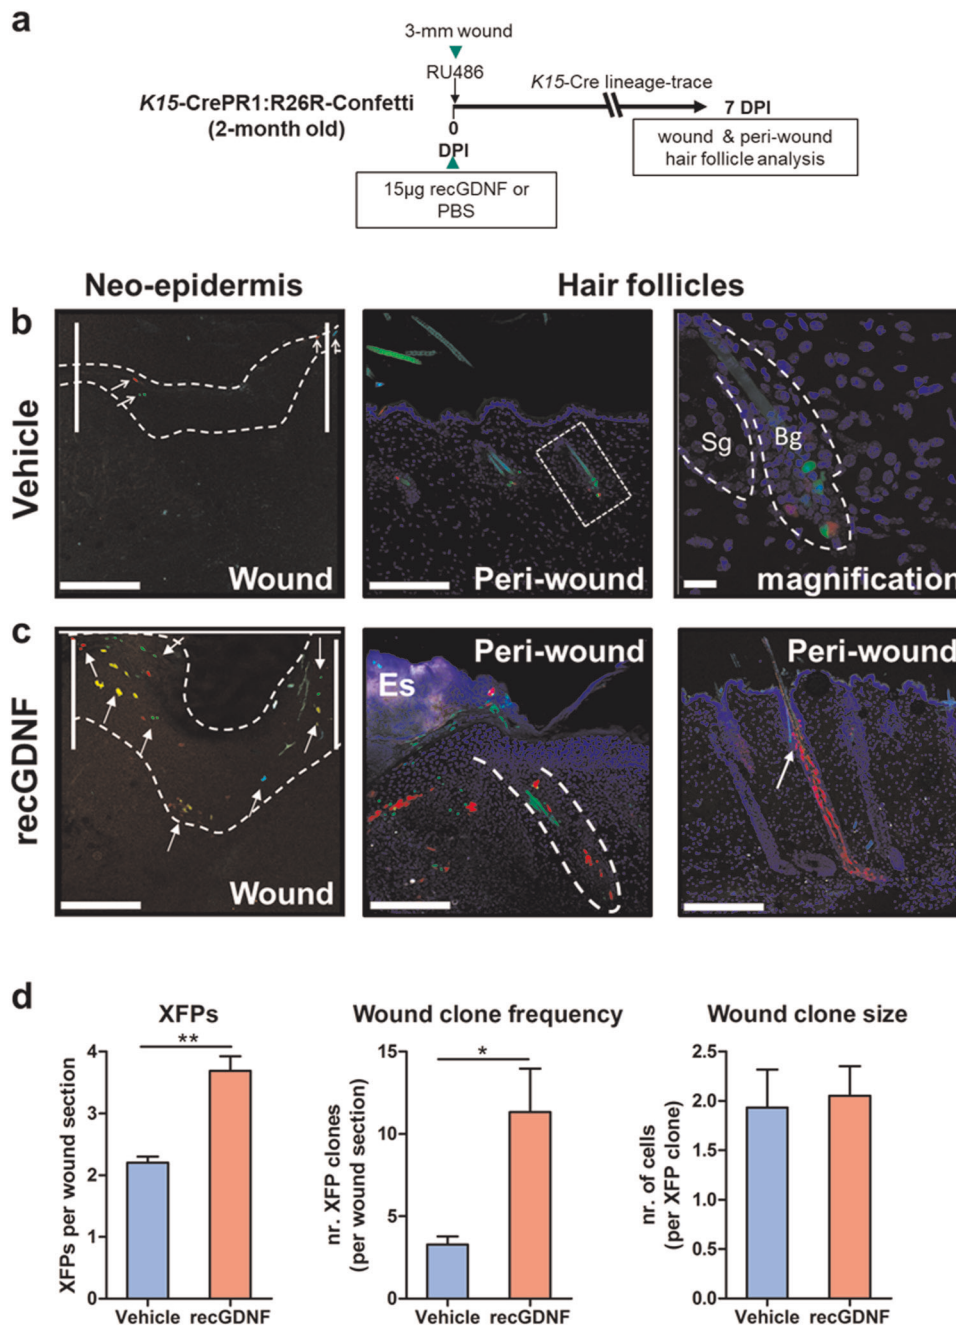 a
3-mm wound
RU486
K15-Cre lineage-trace
K15-CrePR1:R26R-Confetti
(2-month old)
0
DPI
7 DPI
wound & peri-wound
hair follicle analysis
15µg recGDNF or
PBS
Neo-epidermis
Hair follicles
b
Vehicle
Wound
Peri-wound
Sg
Bg
magnification
c
recGDNF
Wound
Peri-wound
Es
Peri-wound
d
XFPs
XFPs per wound section
**
4
3
2
1
0
Vehicle recGDNF
Wound clone frequency
nr. XFP clones
(per wound section)
*
15
10
5
0
Vehicle recGDNF
Wound clone size
nr. of cells
(per XFP clone)
2.5
2.0
1.5
1.0
0.5
0.0
Vehicle recGDNF